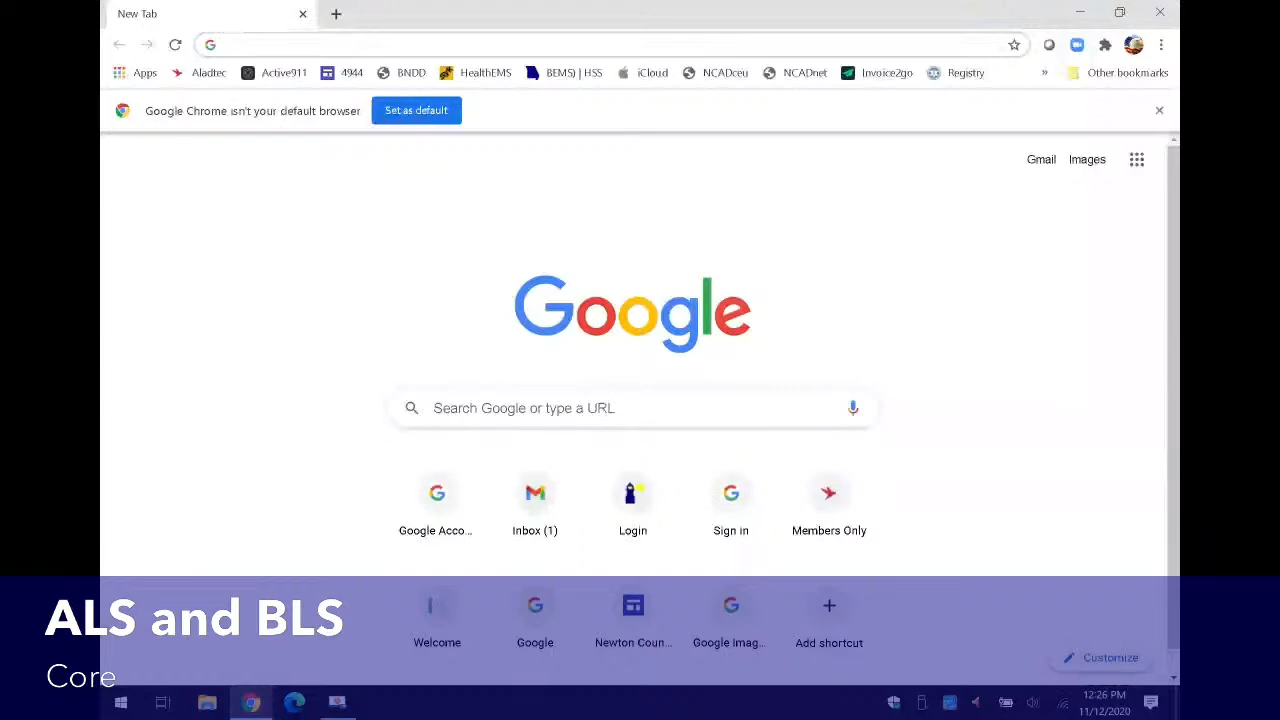 New Tab
Apps Aladtec Active911 4944 BNDD HealthEMS BEMS) | HSS iCloud NCADceu NCADnet Invoice2go Registry » Other bookmarks
Google Chrome isn't your default browser Set as default
Gmail Images
Google
Search Google or type a URL
Google Acco... Inbox (1) Login Sign in Members Only
Welcome Google Newton Coun... Google Imag... Add shortcut
ALS and BLS
Customize
Core
12:26 PM
11/12/2020